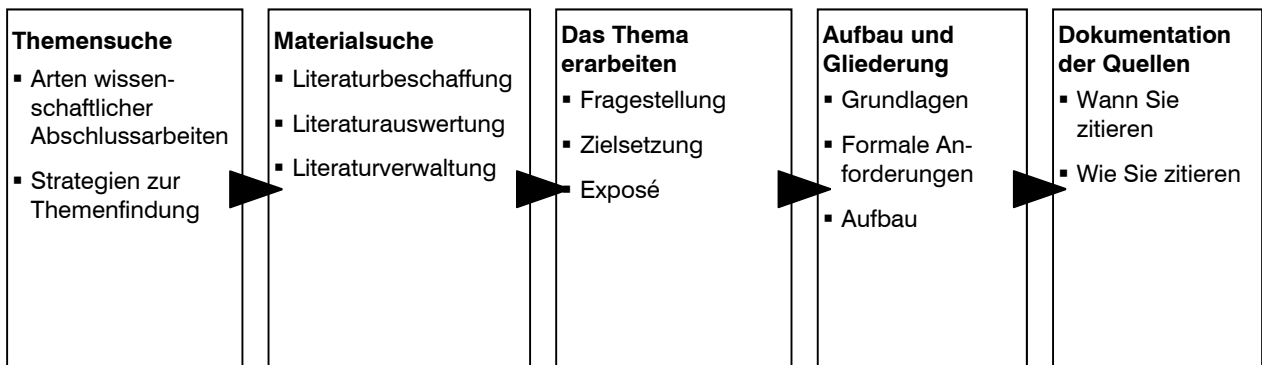 Themensuche
▪ Arten wissen-
schaftlicher
Abschlussarbeiten
▪ Strategien zur
Themenfindung
Materialsuche
▪ Literaturbeschaffung
▪ Literaturauswertung
▪ Literaturverwaltung
Das Thema
erarbeiten
▪ Fragestellung
▪ Zielsetzung
▪ Exposé
Aufbau und
Gliederung
▪ Grundlagen
▪ Formale An-
forderungen
▪ Aufbau
Dokumentation
der Quellen
▪ Wann Sie
zitieren
▪ Wie Sie zitieren